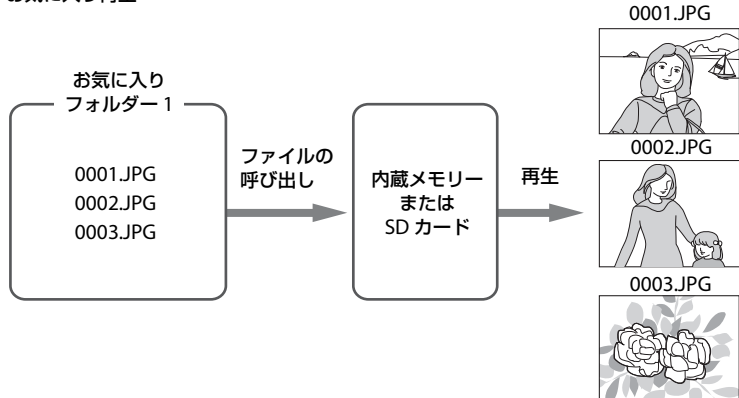 お気に入り再生
お気に入り
フォルダー 1
0001.JPG
0002.JPG
0003.JPG
ファイルの
呼び出し
内蔵メモリー
または
SD カード
再生
0001.JPG
0002.JPG
0003.JPG